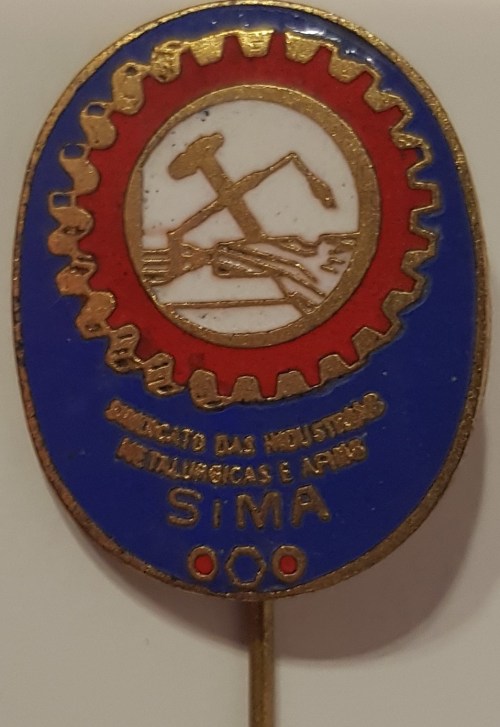 SINDICATO DAS INDUSTRIAS
METALURGICAS E AFINS
SIMA